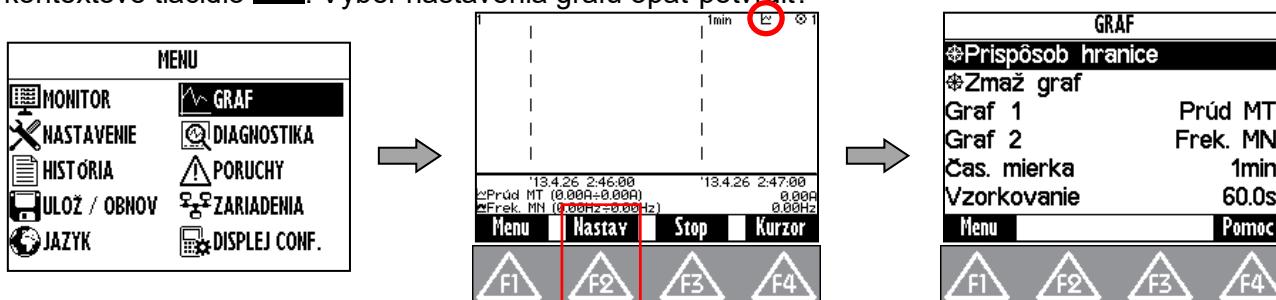 kontextové tlačidlo . Výber nastavenia grafu opäť potvrdiť.
MENU
MONITOR GRAF
NASTAVENIE DIAGNOSTIKA
HISTÓRIA PORUCHY
ULOŽ / OBNOV ZARIADENIA
JAZYK DISPLEJ CONF.
1 1min 1
'13.4.26 2:46:00 '13.4.26 2:47:00
Prúd MT (0.00A÷0.00A) 0.00A
Frek. MN (0.00Hz÷0.00Hz) 0.00Hz
Menu Nastav Stop Kurzor
F1 F2 F3 F4
GRAF
Prispôsob hranice
Zmaž graf
Graf 1 Prúd MT
Graf 2 Frek. MN
Čas. mierka 1min
Vzorkovanie 60.0s
Menu Pomoc
F1 F2 F3 F4